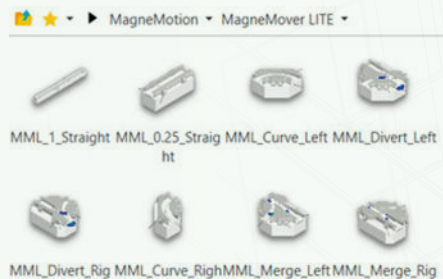 MagneMotion MagneMover LITE
MML_1_Straight MML_0.25_Straig MML_Curve_Left MML_Divert_Left
ht
MML_Divert_Rig MML_Curve_Righ MML_Merge_Left MML_Merge_Rig